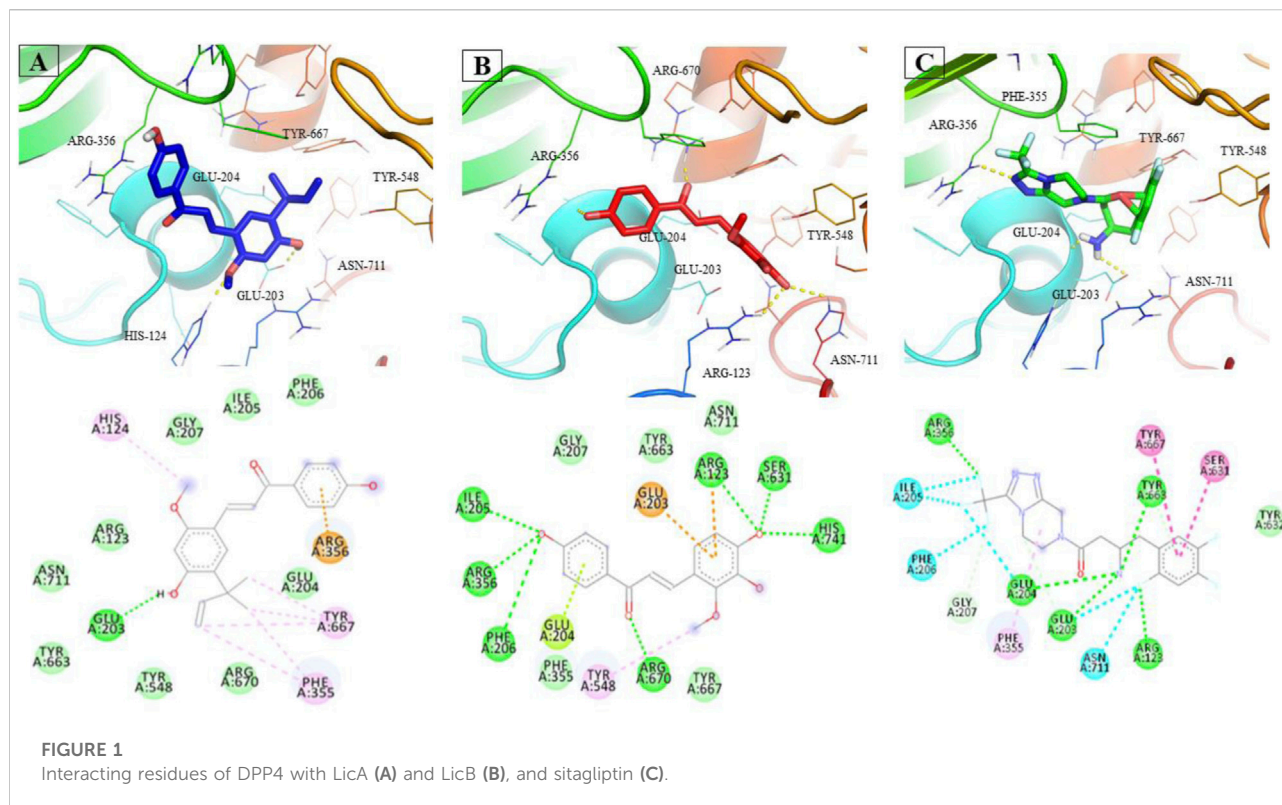 A
ARG-356
TYR-667
GLU-204
TYR-548
ASN-711
GLU-203
HIS-124
B
ARG-670
ARG-356
GLU-204
TYR-548
GLU-203
ARG-123
ASN-711
C
PHE-355
ARG-356
TYR-667
TYR-548
GLU-204
ASN-711
GLU-203
HIS
A:124
GLY
A:207
ILE
A:205
PHE
A:206
ARG
A:123
ARG
A:356
ASN
A:711
GLU
A:204
GLU
A:203
H
TYR
A:667
TYR
A:663
TYR
A:548
ARG
A:670
PHE
A:355
GLY
A:207
TYR
A:663
ASN
A:711
ARG
A:123
SER
A:631
GLU
A:203
ILE
A:205
HIS
A:741
ARG
A:356
PHE
A:206
GLU
A:204
PHE
A:355
TYR
A:548
ARG
A:670
TYR
A:667
ARG
A:356
TYR
A:667
SER
A:631
ILE
A:205
TYR
A:663
TYR
A:632
PHE
A:206
GLU
A:204
GLY
A:207
GLU
A:203
PHE
A:355
ASN
A:711
ARG
A:123
FIGURE 1
Interacting residues of DPP4 with LicA (A) and LicB (B), and sitagliptin (C).